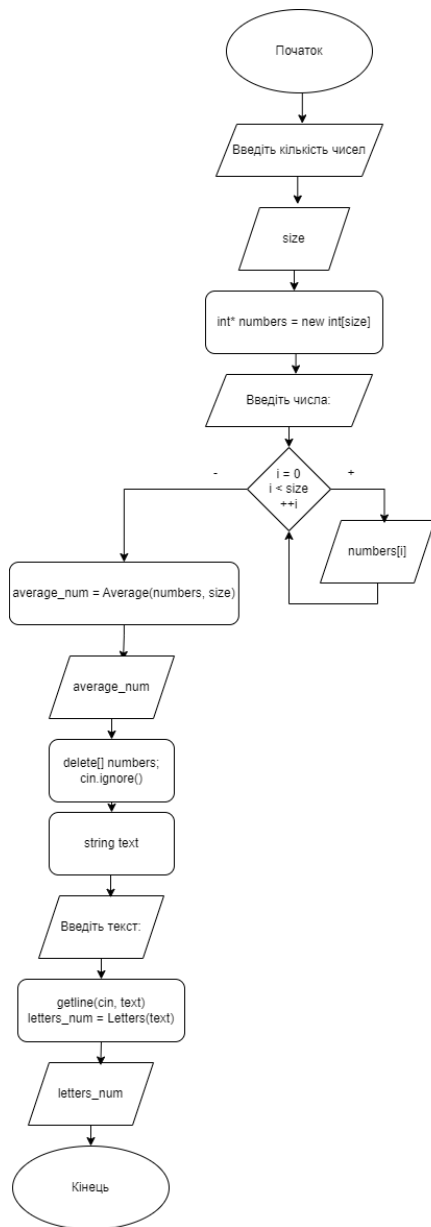 Початок
Введіть кількість чисел
size
int* numbers = new int[size]
Введіть числа:
-
i = 0
+
i < size
++i
numbers[i]
average_num = Average(numbers, size)
average_num
delete[] numbers;
cin.ignore()
string text
Введіть текст:
getline(cin, text)
letters_num = Letters(text)
letters_num
Кінець